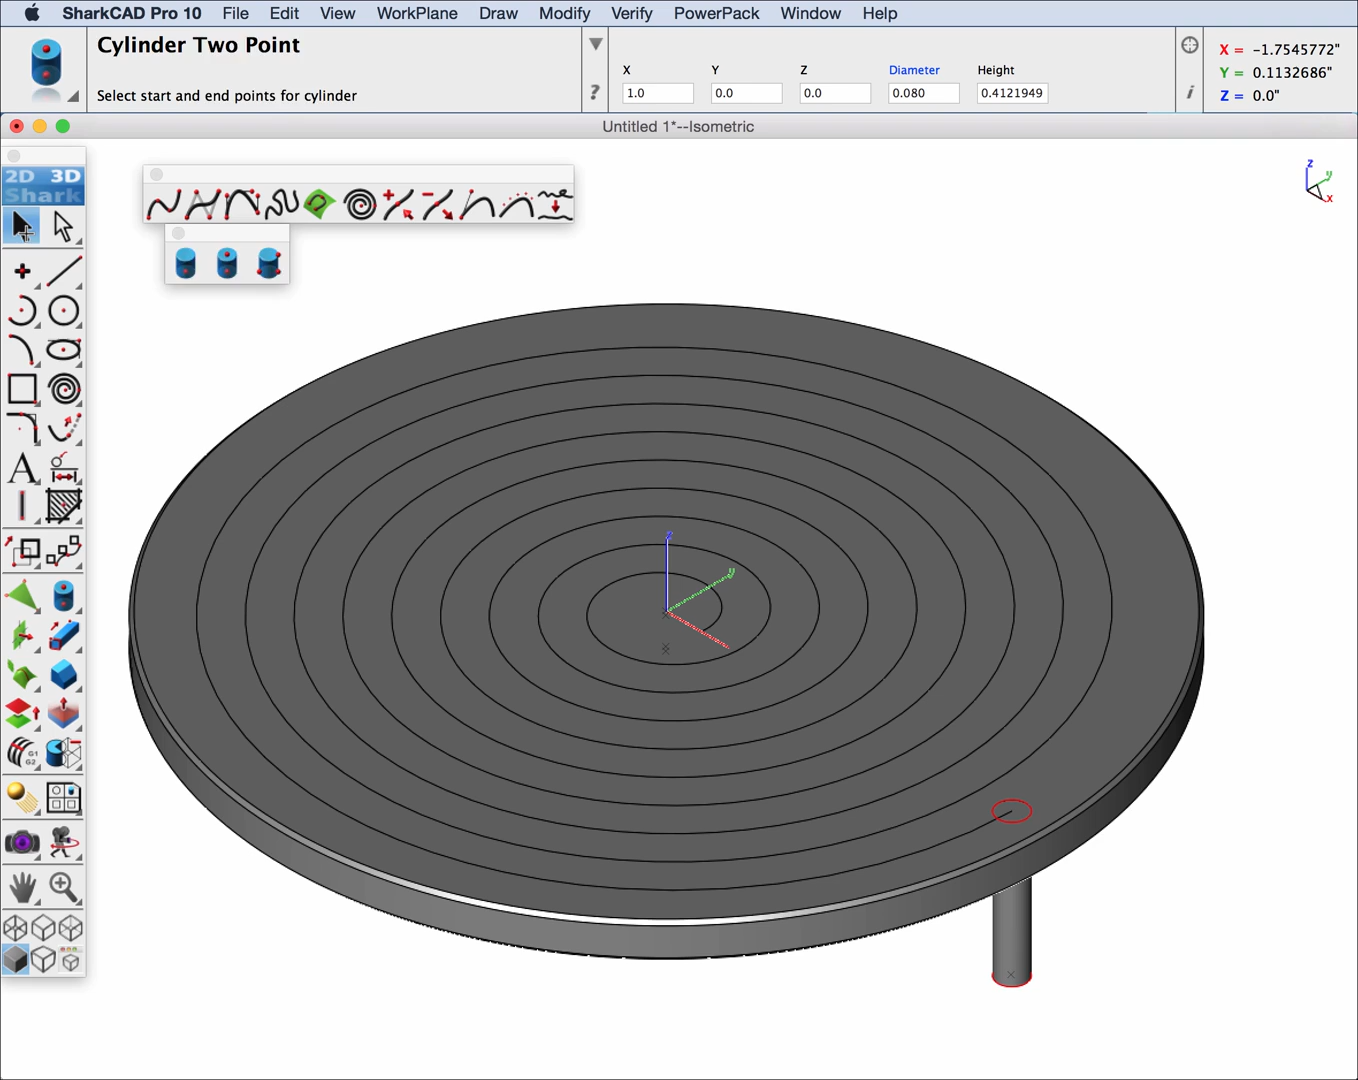 SharkCAD Pro 10 File Edit View WorkPlane Draw Modify Verify PowerPack Window Help
Cylinder Two Point
Select start and end points for cylinder
?
X Y Z Diameter Height
1.0 0.0 0.0 0.080 0.4121949
i
X = -1.7545772"
Y = 0.1132686"
Z = 0.0"
Untitled 1*--Isometric
2D 3D
Shark
z
y
x
A
G1
G2
z
y